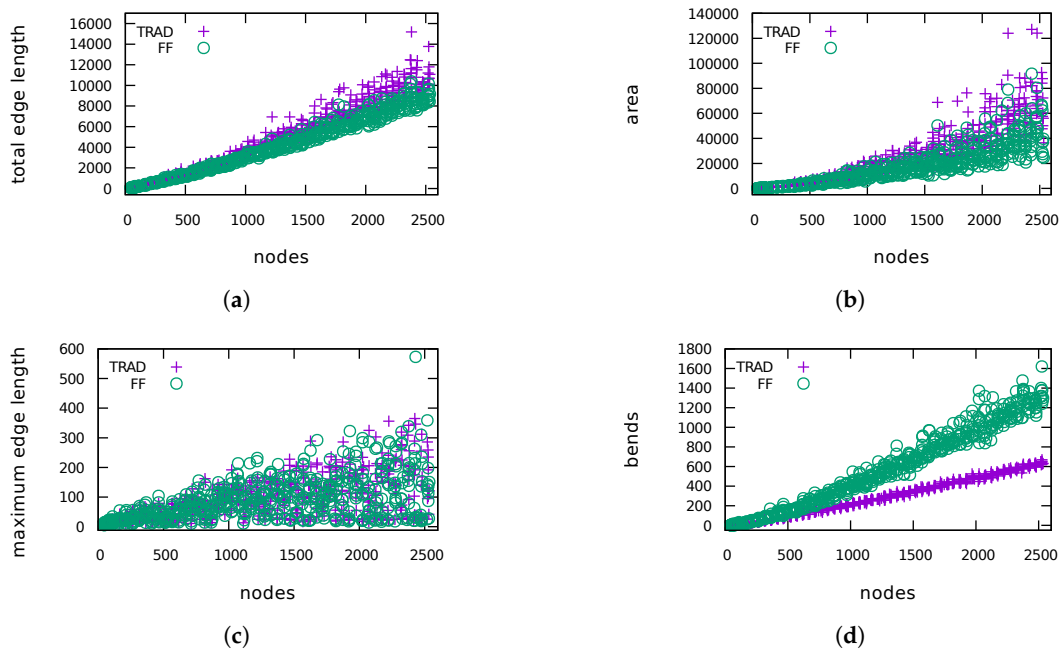 total edge length
16000
14000
12000
10000
8000
6000
4000
2000
0
TRAD
FF
0 500 1000 1500 2000 2500
nodes
(a)
area
140000
120000
100000
80000
60000
40000
20000
0
TRAD
FF
0 500 1000 1500 2000 2500
nodes
(b)
maximum edge length
600
500
400
300
200
100
0
TRAD
FF
0 500 1000 1500 2000 2500
nodes
(c)
bends
1800
1600
1400
1200
1000
800
600
400
200
0
TRAD
FF
0 500 1000 1500 2000 2500
nodes
(d)